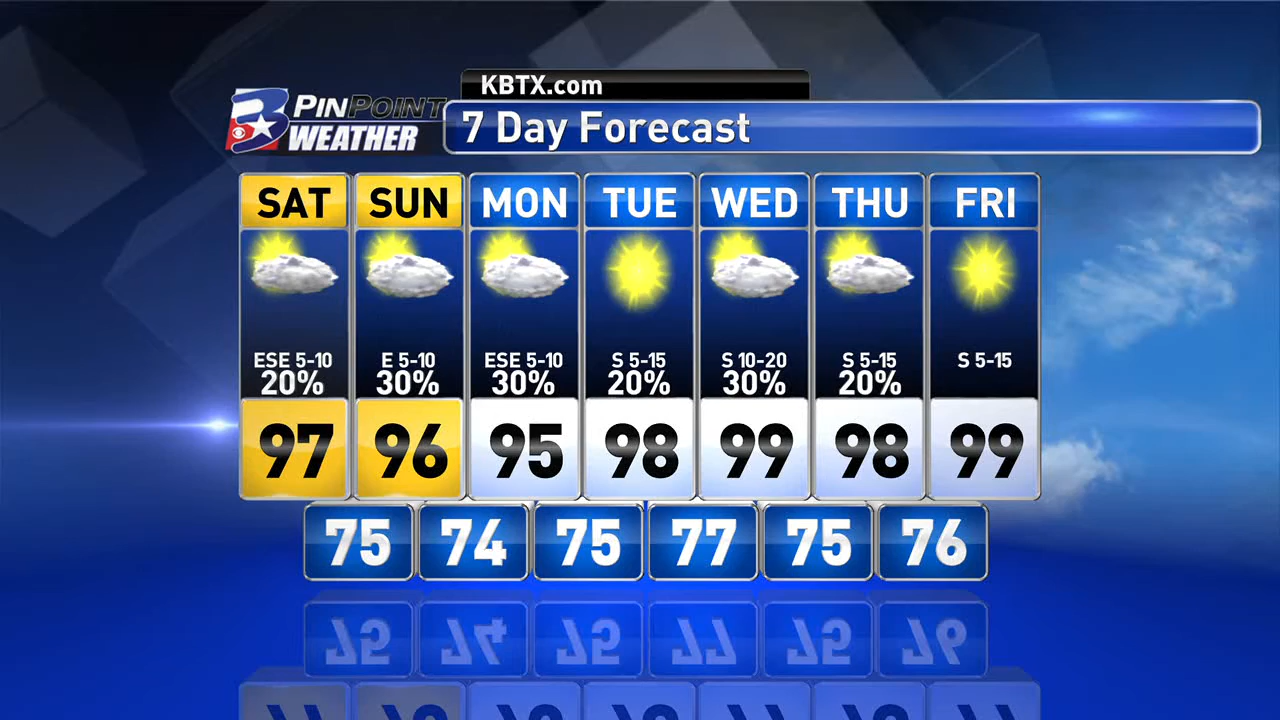 KBTX.com
3 PINPOINT
WEATHER
7 Day Forecast
SAT SUN MON TUE WED THU FRI
ESE 5-10 E 5-10 ESE 5-10 S 5-15 S 10-20 S 5-15 S 5-15
20% 30% 30% 20% 30% 20%
97 96 95 98 99 98 99
75 74 75 77 75 76